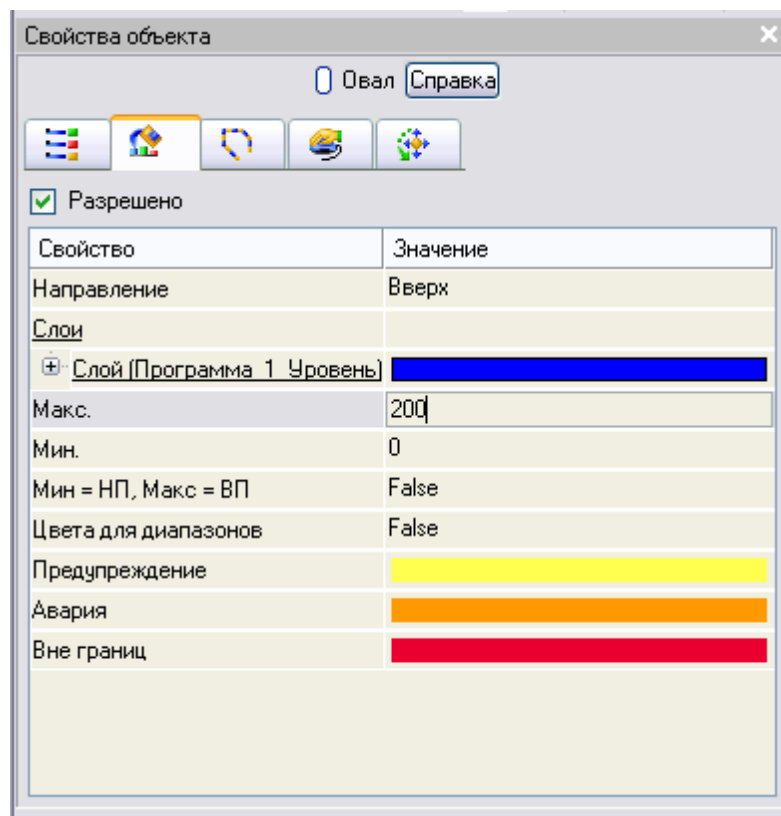 Свойства объекта
Овал Справка
Разрешено
Свойство Значение
Направление Вверх
Слои
Слой (Программа_1_Уровень)
Макс. 200
Мин. 0
Мин = НП, Макс = ВП False
Цвета для диапазонов False
Предупреждение
Авария
Вне границ